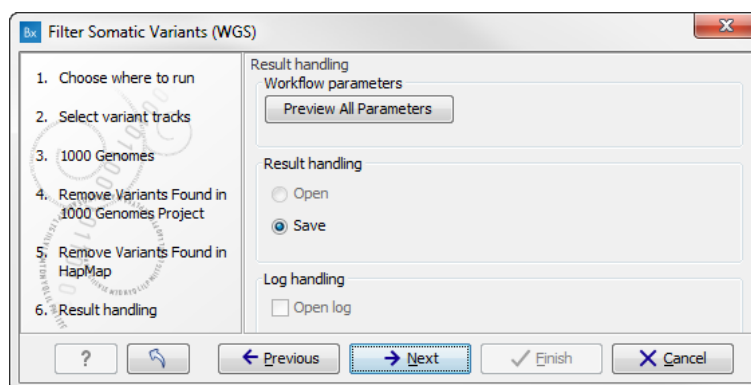 Bx Filter Somatic Variants (WGS)
1. Choose where to run
2. Select variant tracks
3. 1000 Genomes
4. Remove Variants Found in
1000 Genomes Project
5. Remove Variants Found in
HapMap
6. Result handling
Result handling
Workflow parameters
Preview All Parameters
Result handling
Open
Save
Log handling
Open log
?
Previous
Next
Finish
Cancel